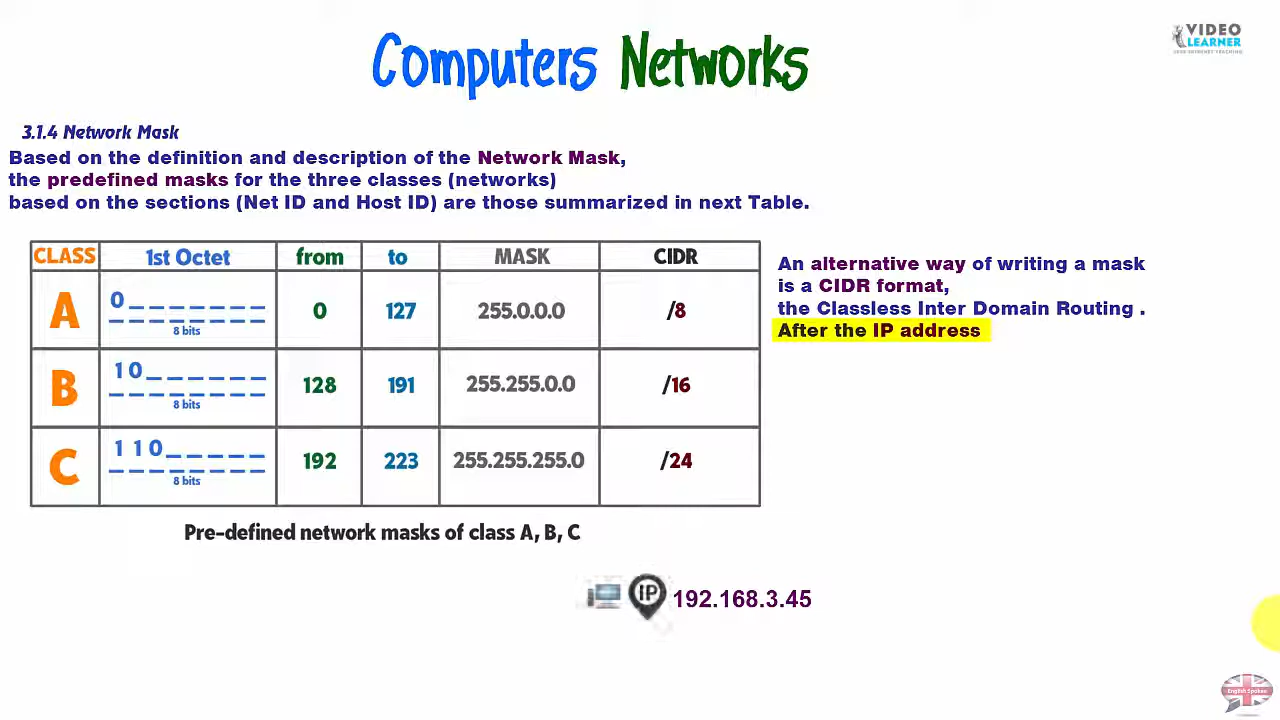 Computers Networks
VIDEO
LEARNER
3.1.4 Network Mask
Based on the definition and description of the Network Mask,
the predefined masks for the three classes (networks)
based on the sections (Net ID and Host ID) are those summarized in next Table.
CLASS 1st Octet from to MASK CIDR
A 0_ _ _ _ _ _ _ 8 bits 0 127 255.0.0.0 /8
B 1 0_ _ _ _ _ _ 8 bits 128 191 255.255.0.0 /16
C 1 1 0_ _ _ _ _ 8 bits 192 223 255.255.255.0 /24
Pre-defined network masks of class A, B, C
An alternative way of writing a mask
is a CIDR format,
the Classless Inter Domain Routing .
After the IP address
IP 192.168.3.45
English Spoken